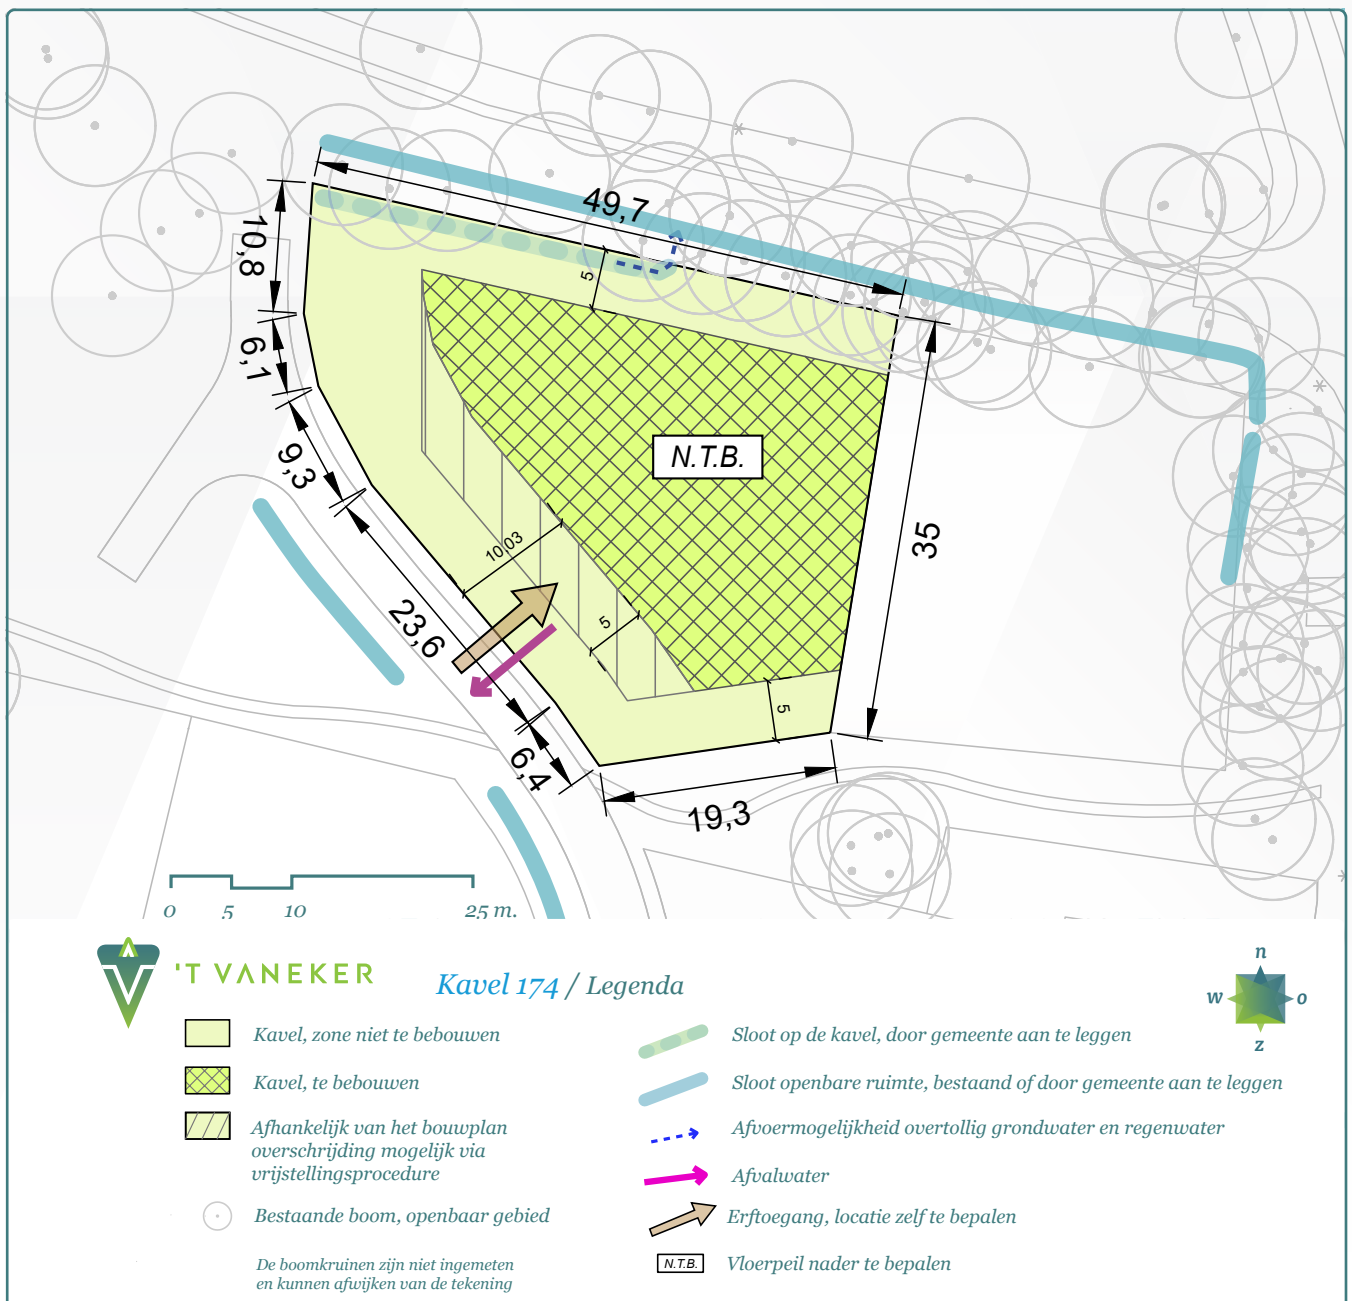 49,7
10,8
5
6,1
9,3
N.T.B.
35
10,03
23,6
5
5
6,4
19,3
0 5 10 25 m.
'T VANEKER
Kavel 174 / Legenda
n
w o
z
Kavel, zone niet te bebouwen
Kavel, te bebouwen
Afhankelijk van het bouwplan
overschrijding mogelijk via
vrijstellingsprocedure
Bestaande boom, openbaar gebied
De boomkruinen zijn niet ingemeten
en kunnen afwijken van de tekening
Sloot op de kavel, door gemeente aan te leggen
Sloot openbare ruimte, bestaand of door gemeente aan te leggen
Afvoermogelijkheid overtollig grondwater en regenwater
Afvalwater
Erftoegang, locatie zelf te bepalen
N.T.B. Vloerpeil nader te bepalen